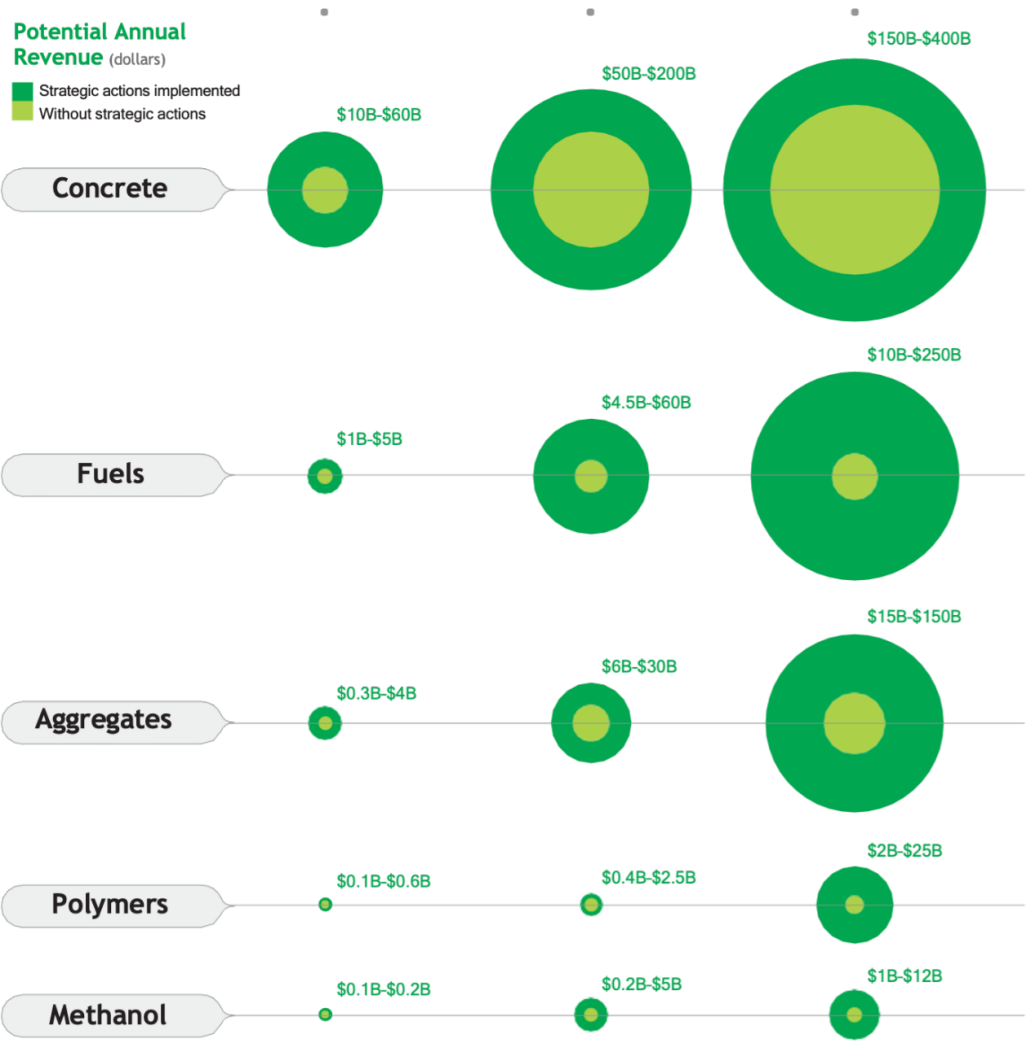 Potential Annual
Revenue (dollars)
Strategic actions implemented
Without strategic actions
$10B-$60B
$50B-$200B
$150B-$400B
Concrete
$1B-$5B
$4.5B-$60B
$10B-$250B
Fuels
$0.3B-$4B
$6B-$30B
$15B-$150B
Aggregates
$0.1B-$0.6B
$0.4B-$2.5B
$2B-$25B
Polymers
$0.1B-$0.2B
$0.2B-$5B
$1B-$12B
Methanol